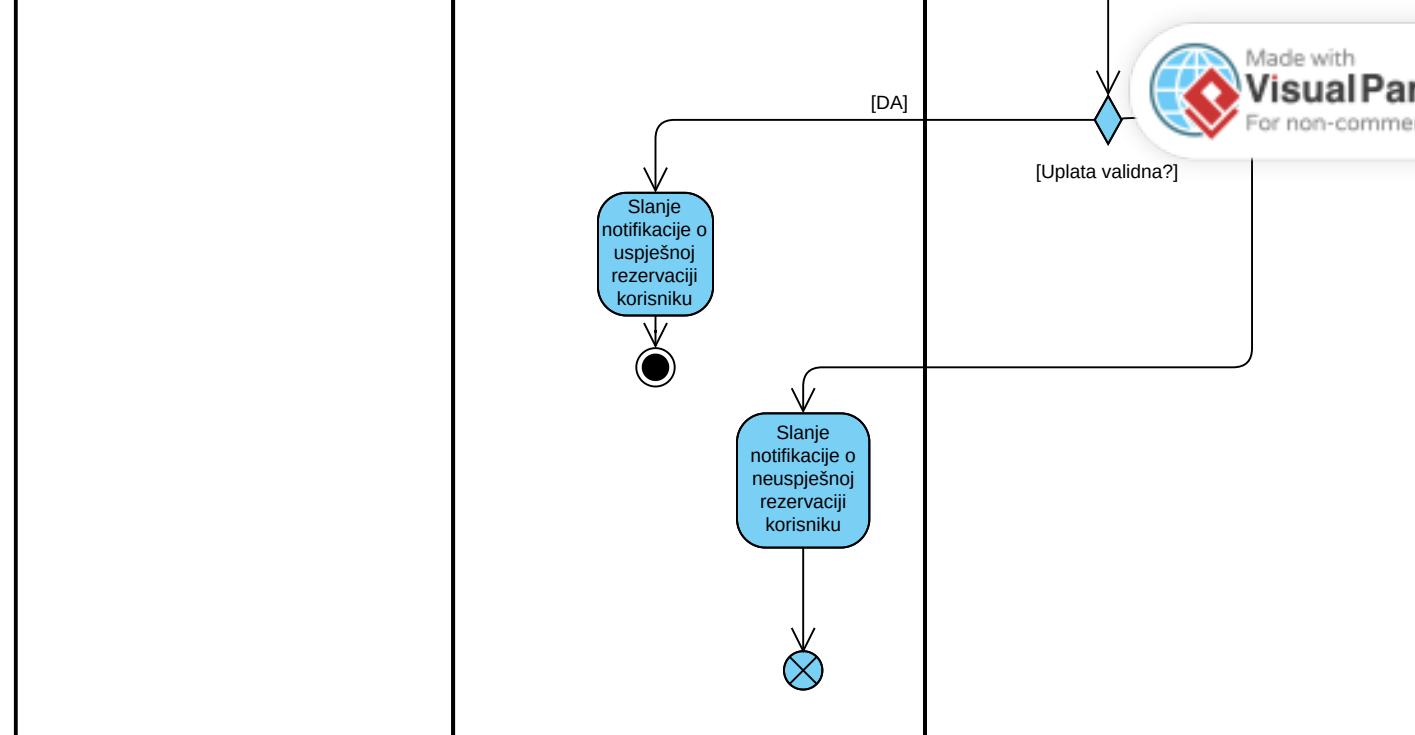 Made with
Visual Par
For non-commer
[DA]
[Uplata validna?]
Slanje
notifikacije o
uspješnoj
rezervaciji
korisniku
Slanje
notifikacije o
neuspješnoj
rezervaciji
korisniku